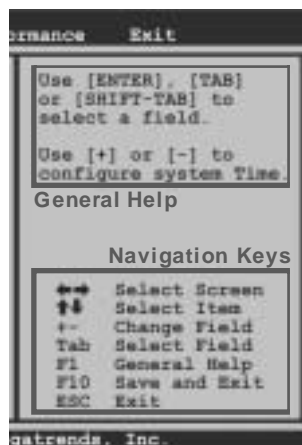 rmance Exit
Use [ENTER], [TAB]
or [SHIFT-TAB] to
select a field.
Use [+] or [-] to
configure system Time.
General Help
Navigation Keys
←→ Select Screen
↑↓ Select Item
+- Change Field
Tab Select Field
F1 General Help
F10 Save and Exit
ESC Exit
gatrends, Inc.